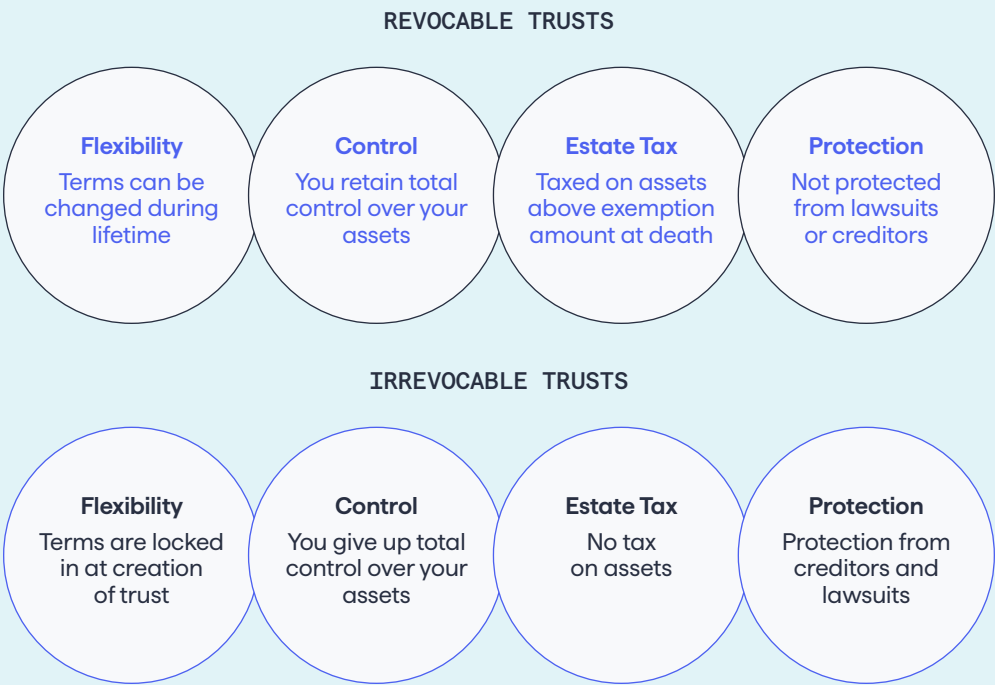 REVOCABLE TRUSTS
Flexibility
Terms can be
changed during
lifetime
Control
You retain total
control over your
assets
Estate Tax
Taxed on assets
above exemption
amount at death
Protection
Not protected
from lawsuits
or creditors
IRREVOCABLE TRUSTS
Flexibility
Terms are locked
in at creation
of trust
Control
You give up total
control over your
assets
Estate Tax
No tax
on assets
Protection
Protection from
creditors and
lawsuits